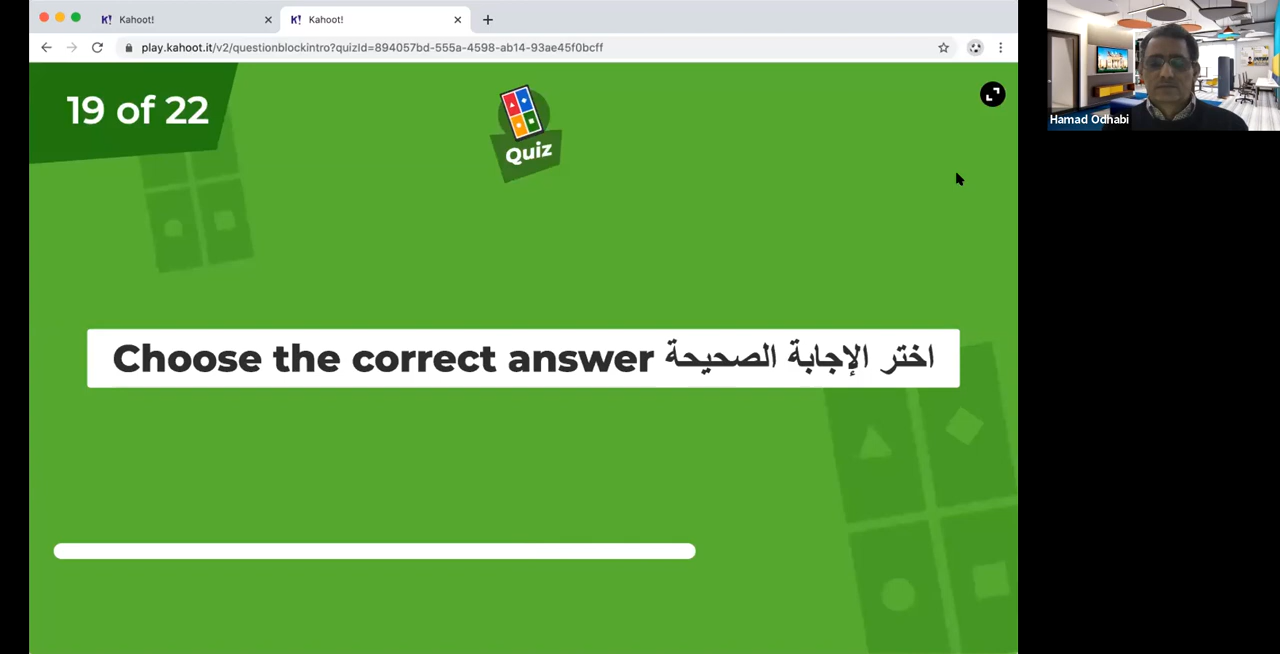 Kahoot!
Kahoot!
play.kahoot.it/v2/questionblockintro?quizId=894057bd-555a-4598-ab14-93ae45f0bcff
19 of 22
Quiz
Choose the correct answer اختر الإجابة الصحيحة
Hamad Odhabi